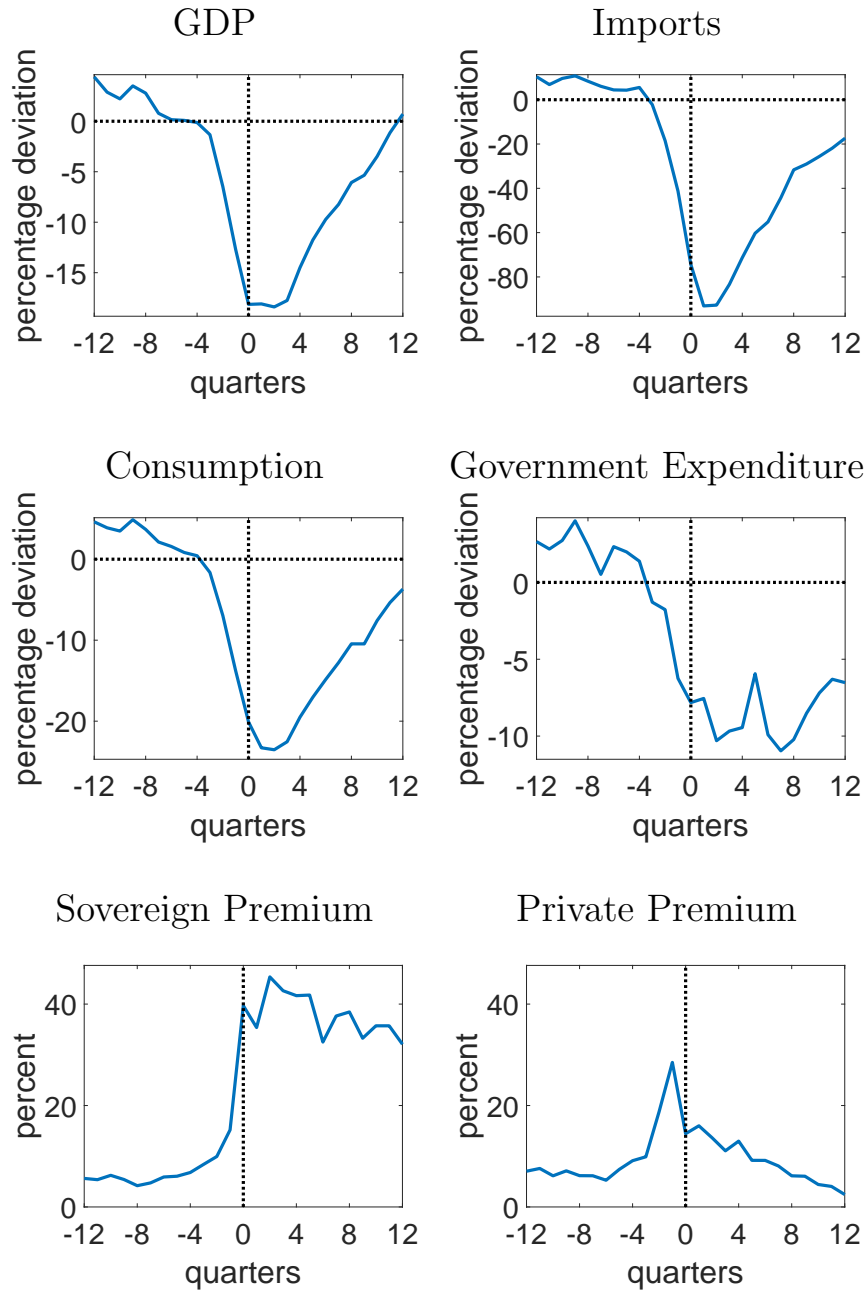 GDP
percentage deviation
0
-5
-10
-15
-12 -8 -4 0 4 8 12
quarters
Imports
percentage deviation
0
-20
-40
-60
-80
-12 -8 -4 0 4 8 12
quarters
Consumption
percentage deviation
0
-10
-20
-12 -8 -4 0 4 8 12
quarters
Government Expenditure
percentage deviation
0
-5
-10
-12 -8 -4 0 4 8 12
quarters
Sovereign Premium
percent
40
20
0
-12 -8 -4 0 4 8 12
quarters
Private Premium
percent
40
20
0
-12 -8 -4 0 4 8 12
quarters